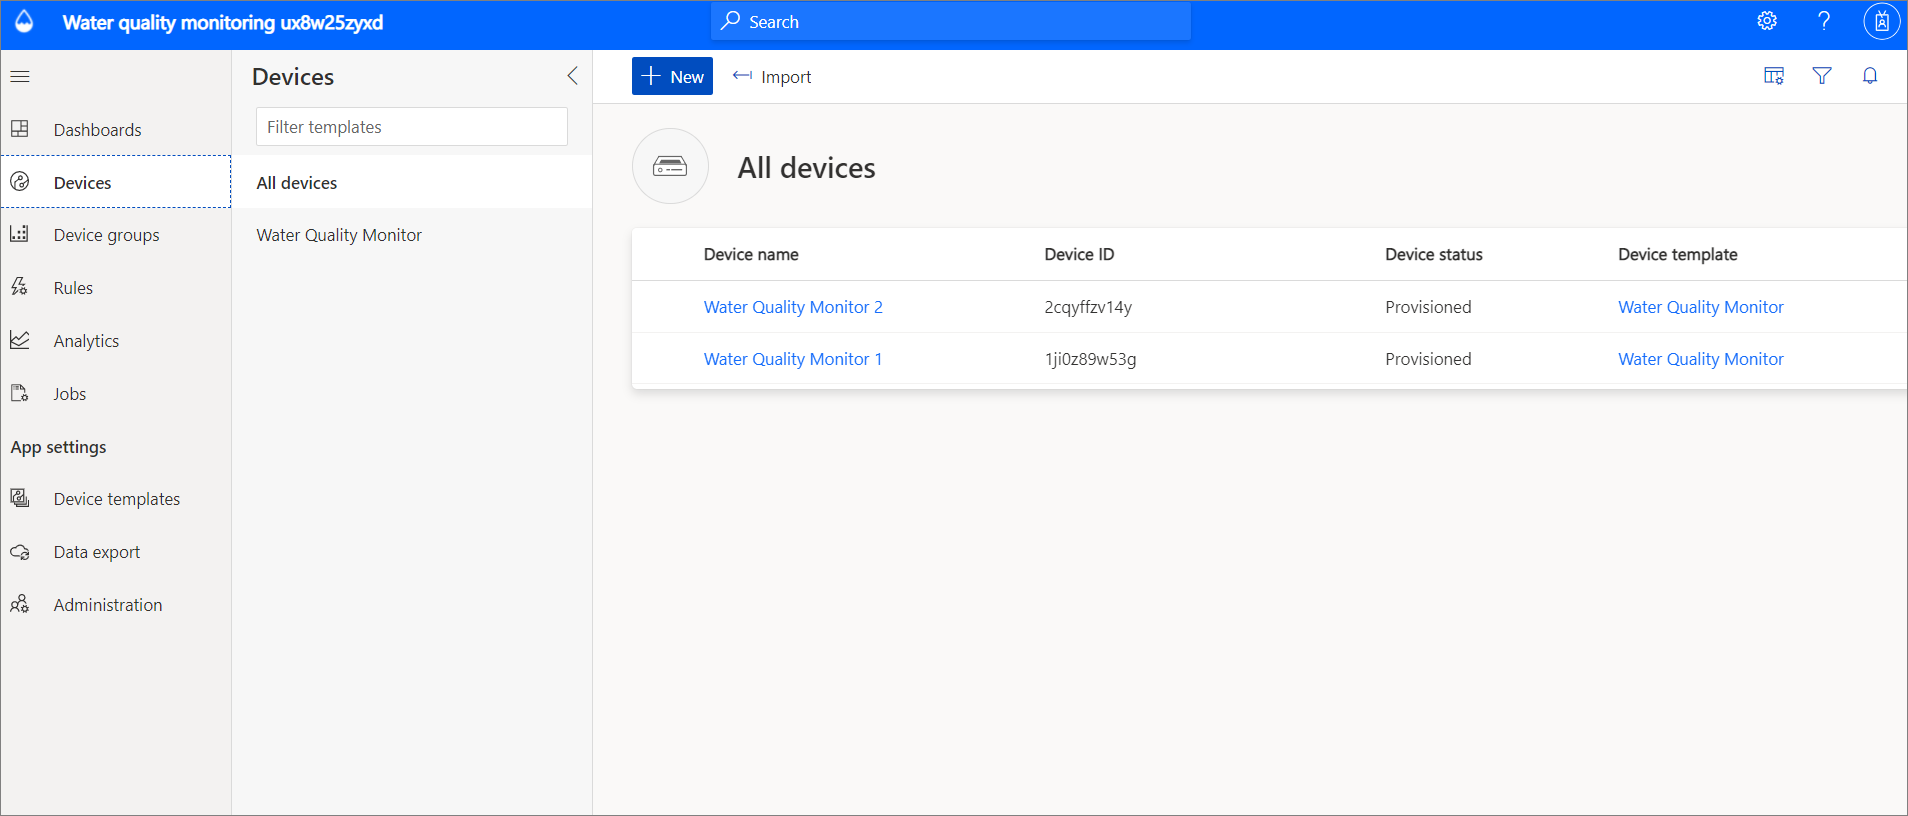 Water quality monitoring ux8w25zyxd
Search
?
Dashboards
Devices
Device groups
Rules
Analytics
Jobs
App settings
Device templates
Data export
Administration
Devices
Filter templates
All devices
Water Quality Monitor
New
Import
All devices
Device name Device ID Device status Device template
Water Quality Monitor 2 2cqyffzv14y Provisioned Water Quality Monitor
Water Quality Monitor 1 1ji0z89w53g Provisioned Water Quality Monitor